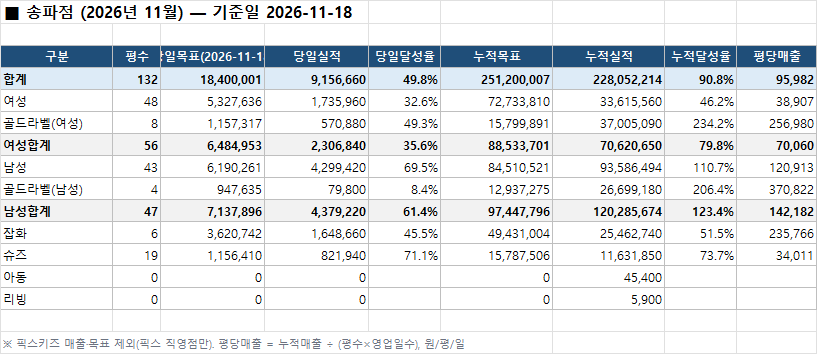 ■ 송파점 (2026년 11월) — 기준일 2026-11-18
구분 평수 당일목표(2026-11-1 당일실적 당일달성율 누적목표 누적실적 누적달성율 평당매출
합계 132 18,400,001 9,156,660 49.8% 251,200,007 228,052,214 90.8% 95,982
여성 48 5,327,636 1,735,960 32.6% 72,733,810 33,615,560 46.2% 38,907
골드라벨(여성) 8 1,157,317 570,880 49.3% 15,799,891 37,005,090 234.2% 256,980
여성합계 56 6,484,953 2,306,840 35.6% 88,533,701 70,620,650 79.8% 70,060
남성 43 6,190,261 4,299,420 69.5% 84,510,521 93,586,494 110.7% 120,913
골드라벨(남성) 4 947,635 79,800 8.4% 12,937,275 26,699,180 206.4% 370,822
남성합계 47 7,137,896 4,379,220 61.4% 97,447,796 120,285,674 123.4% 142,182
잡화 6 3,620,742 1,648,660 45.5% 49,431,004 25,462,740 51.5% 235,766
슈즈 19 1,156,410 821,940 71.1% 15,787,506 11,631,850 73.7% 34,011
아동 0 0 0 0 45,400
리빙 0 0 0 0 5,900
※ 픽스키즈 매출·목표 제외(픽스 직영점만). 평당매출 = 누적매출 ÷ (평수×영업일수), 원/평/일